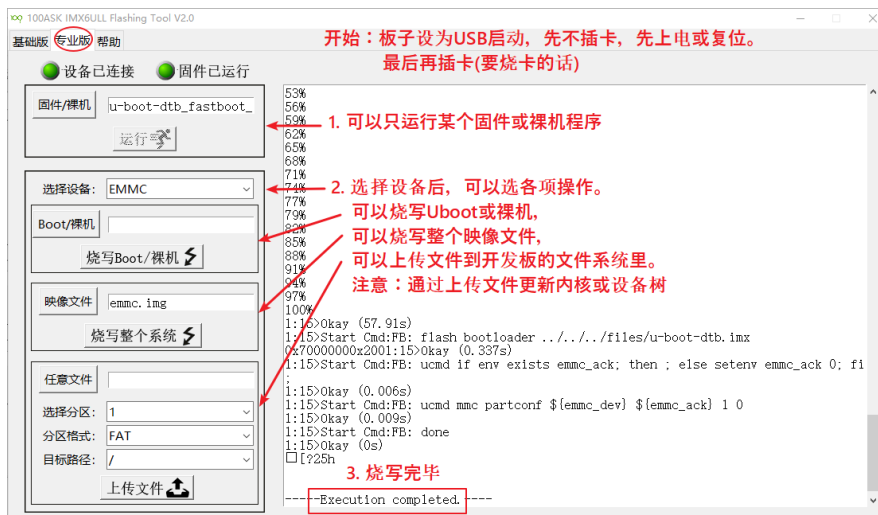 100ASK IMX6ULL Flashing Tool V2.0
基础版 专业版 帮助
开始：板子设为USB启动，先不插卡，先上电或复位。
最后再插卡(要烧卡的话)
设备已连接 固件已运行
固件/裸机 u-boot-dtb_fastboot_
运行
1. 可以只运行某个固件或裸机程序
选择设备： EMMC
2. 选择设备后，可以选各项操作。
可以烧写Uboot或裸机,
可以烧写整个映像文件,
可以上传文件到开发板的文件系统里。
注意：通过上传文件更新内核或设备树
Boot/裸机
烧写Boot/裸机
映像文件 emmc.img
烧写整个系统
任意文件
选择分区： 1
分区格式： FAT
目标路径： /
上传文件
53%
56%
59%
62%
65%
68%
71%
74%
77%
79%
82%
85%
88%
91%
94%
97%
100%
1:15>Okay (57.91s)
1:15>Start Cmd:FB: flash bootloader ../../../files/u-boot-dtb.imx
0x70000000x2001:15>Okay (0.337s)
1:15>Start Cmd:FB: ucmd if env exists emmc_ack; then ; else setenv emmc_ack 0; fi
;
1:15>Okay (0.006s)
1:15>Start Cmd:FB: ucmd mmc partconf ${emmc_dev} ${emmc_ack} 1 0
1:15>Okay (0.009s)
1:15>Start Cmd:FB: done
1:15>Okay (0s)
□[?25h
3. 烧写完毕
-----Execution completed.----